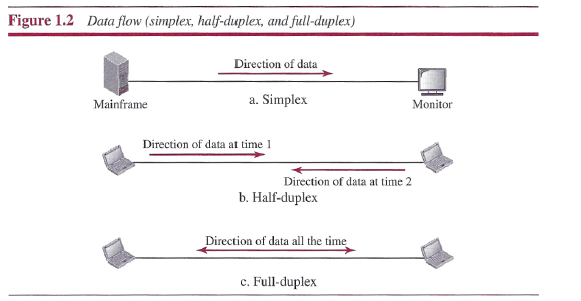 Figure 1.2 Data flow (simplex, half-duplex, and full-duplex)
Direction of data
Mainframe
a. Simplex
Monitor
Direction of data at time 1
Direction of data at time 2
b. Half-duplex
Direction of data all the time
c. Full-duplex